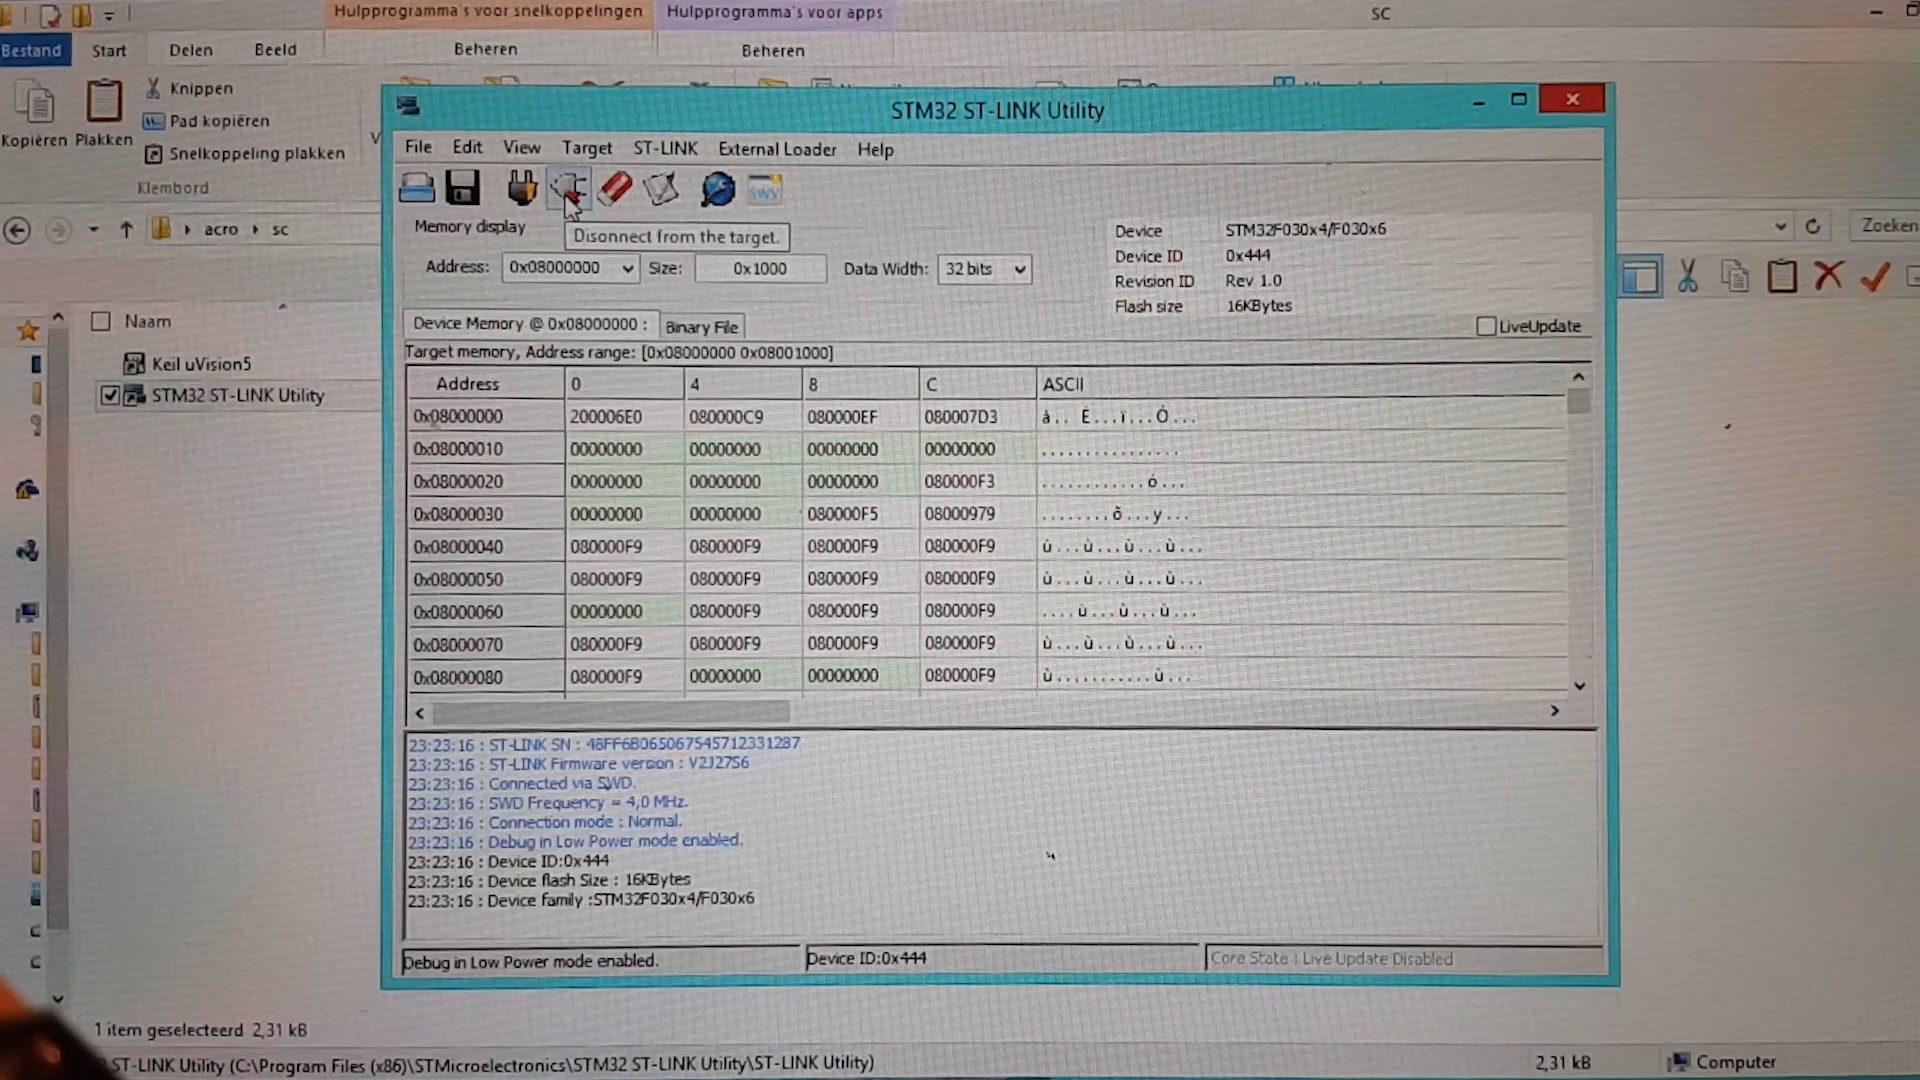 Hulpprogramma's voor snelkoppelingen
Hulpprogramma's voor apps
SC
Bestand
Start
Delen
Beeld
Beheren
Beheren
Kopiëren
Plakken
Knippen
Pad kopiëren
Snelkoppeling plakken
Klembord
acro
sc
Zoeken
Naam
Keil uVision5
STM32 ST-LINK Utility
STM32 ST-LINK Utility
File Edit View Target ST-LINK External Loader Help
SWV
Memory display
Disonnect from the target.
Address: 0x08000000 Size: 0x1000 Data Width: 32 bits
Device STM32F030x4/F030x6
Device ID 0x444
Revision ID Rev 1.0
Flash size 16KBytes
LiveUpdate
Device Memory @ 0x08000000 : Binary File
Target memory, Address range: [0x08000000 0x08001000]
Address 0 4 8 C ASCII
0x08000000 200006E0 080000C9 080000EF 080007D3 à.. É...ï...Ó...
0x08000010 00000000 00000000 00000000 00000000 ................
0x08000020 00000000 00000000 00000000 080000F3 ............ó...
0x08000030 00000000 00000000 080000F5 08000979 ........õ...y...
0x08000040 080000F9 080000F9 080000F9 080000F9 ù...ù...ù...ù...
0x08000050 080000F9 080000F9 080000F9 080000F9 ù...ù...ù...ù...
0x08000060 00000000 080000F9 080000F9 080000F9 ....ù...ù...ù...
0x08000070 080000F9 080000F9 080000F9 080000F9 ù...ù...ù...ù...
0x08000080 080000F9 00000000 00000000 080000F9 ù...........ù...
23:23:16 : ST-LINK SN : 48FF6B065067545712331287
23:23:16 : ST-LINK Firmware version : V2J27S6
23:23:16 : Connected via SWD.
23:23:16 : SWD Frequency = 4,0 MHz.
23:23:16 : Connection mode : Normal.
23:23:16 : Debug in Low Power mode enabled.
23:23:16 : Device ID:0x444
23:23:16 : Device flash Size : 16KBytes
23:23:16 : Device family :STM32F030x4/F030x6
Debug in Low Power mode enabled.
Device ID:0x444
Core State : Live Update Disabled
1 item geselecteerd 2,31 kB
ST-LINK Utility (C:\Program Files (x86)\STMicroelectronics\STM32 ST-LINK Utility\ST-LINK Utility)
2,31 kB
Computer